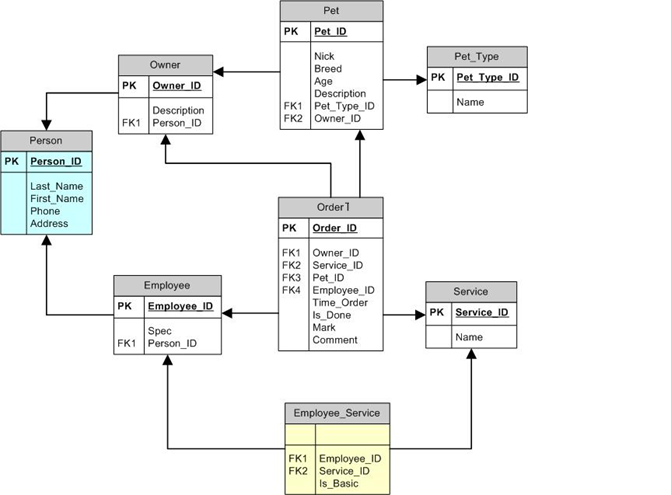 Pet
PK Pet_ID
Nick
Breed
Age
Description
FK1 Pet_Type_ID
FK2 Owner_ID
Owner
PK Owner_ID
Description
FK1 Person_ID
Pet_Type
PK Pet_Type_ID
Name
Person
PK Person_ID
Last_Name
First_Name
Phone
Address
Order1
PK Order_ID
FK1 Owner_ID
FK2 Service_ID
FK3 Pet_ID
FK4 Employee_ID
Time_Order
Is_Done
Mark
Comment
Employee
PK Employee_ID
Spec
FK1 Person_ID
Service
PK Service_ID
Name
Employee_Service
FK1 Employee_ID
FK2 Service_ID
Is_Basic